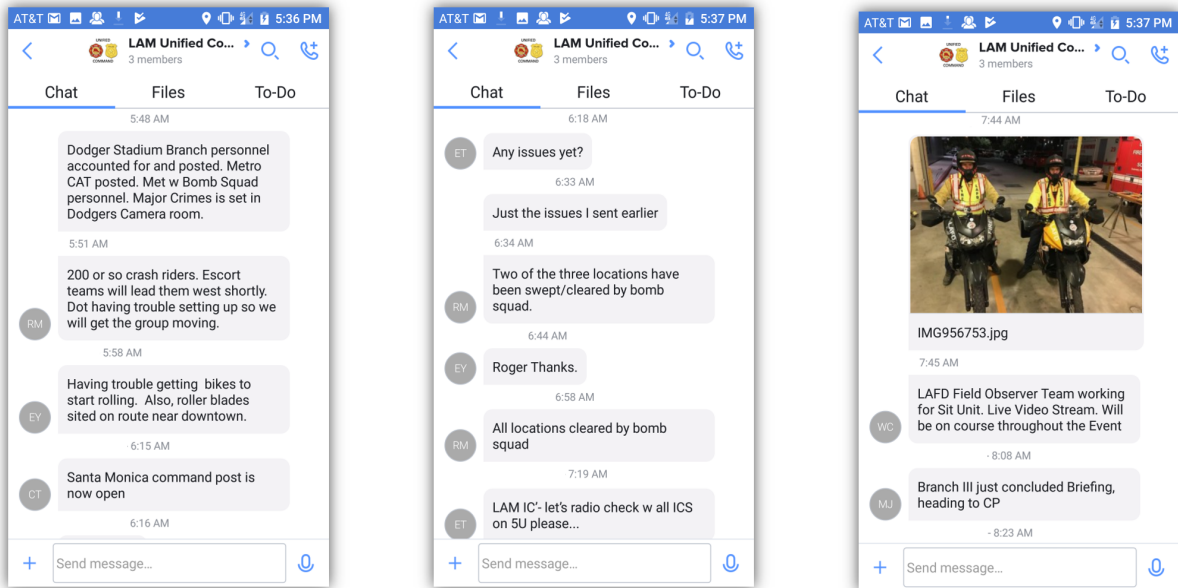 AT&T 5:36 PM
UNIFIED
COMMAND
LAM Unified Co...
3 members
Chat Files To-Do
5:48 AM
Dodger Stadium Branch personnel
accounted for and posted. Metro
CAT posted. Met w Bomb Squad
personnel. Major Crimes is set in
Dodgers Camera room.
5:51 AM
200 or so crash riders. Escort
teams will lead them west shortly.
Dot having trouble setting up so we
will get the group moving.
RM
5:58 AM
Having trouble getting bikes to
start rolling. Also, roller blades
sited on route near downtown.
EY
6:15 AM
Santa Monica command post is
now open
CT
6:16 AM
Send message...
AT&T 5:37 PM
UNIFIED
COMMAND
LAM Unified Co...
3 members
Chat Files To-Do
6:18 AM
ET
Any issues yet?
6:33 AM
Just the issues I sent earlier
6:34 AM
Two of the three locations have
been swept/cleared by bomb
squad.
RM
6:44 AM
EY
Roger Thanks.
6:58 AM
All locations cleared by bomb
squad
RM
7:19 AM
LAM IC'- let's radio check w all ICS
on 5U please...
ET
Send message...
AT&T 5:37 PM
UNIFIED
COMMAND
LAM Unified Co...
3 members
Chat Files To-Do
7:44 AM
IMG956753.jpg
7:45 AM
LAFD Field Observer Team working
for Sit Unit. Live Video Stream. Will
be on course throughout the Event
WC
- 8:08 AM
Branch III just concluded Briefing,
heading to CP
MJ
- 8:23 AM
Send message...